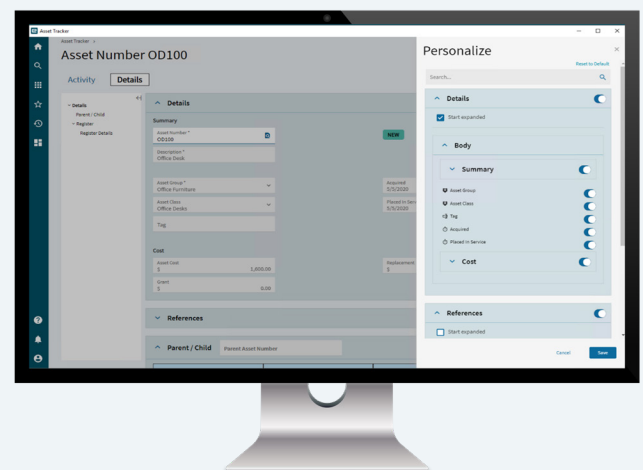 Asset Tracker
Asset Tracker
Asset Number OD100
Activity
Details
Details
Parent / Child
Register
Register Details
Details
Summary
Asset Number *
OD100
NEW
Description *
Office Desk
Asset Group *
Office Furniture
Acquired
5/5/2020
Asset Class
Office Desks
Placed In Serv
5/5/2020
Tag
Cost
Asset Cost
$ 1,000.00
Replacement
$
Grant
$ 0.00
References
Parent / Child
Parent Asset Number
Personalize
Reset to Default
Search...
Details
Start expanded
Body
Summary
Asset Group
Asset Class
Tag
Acquired
Placed in Service
Cost
References
Start expanded
Cancel
Save